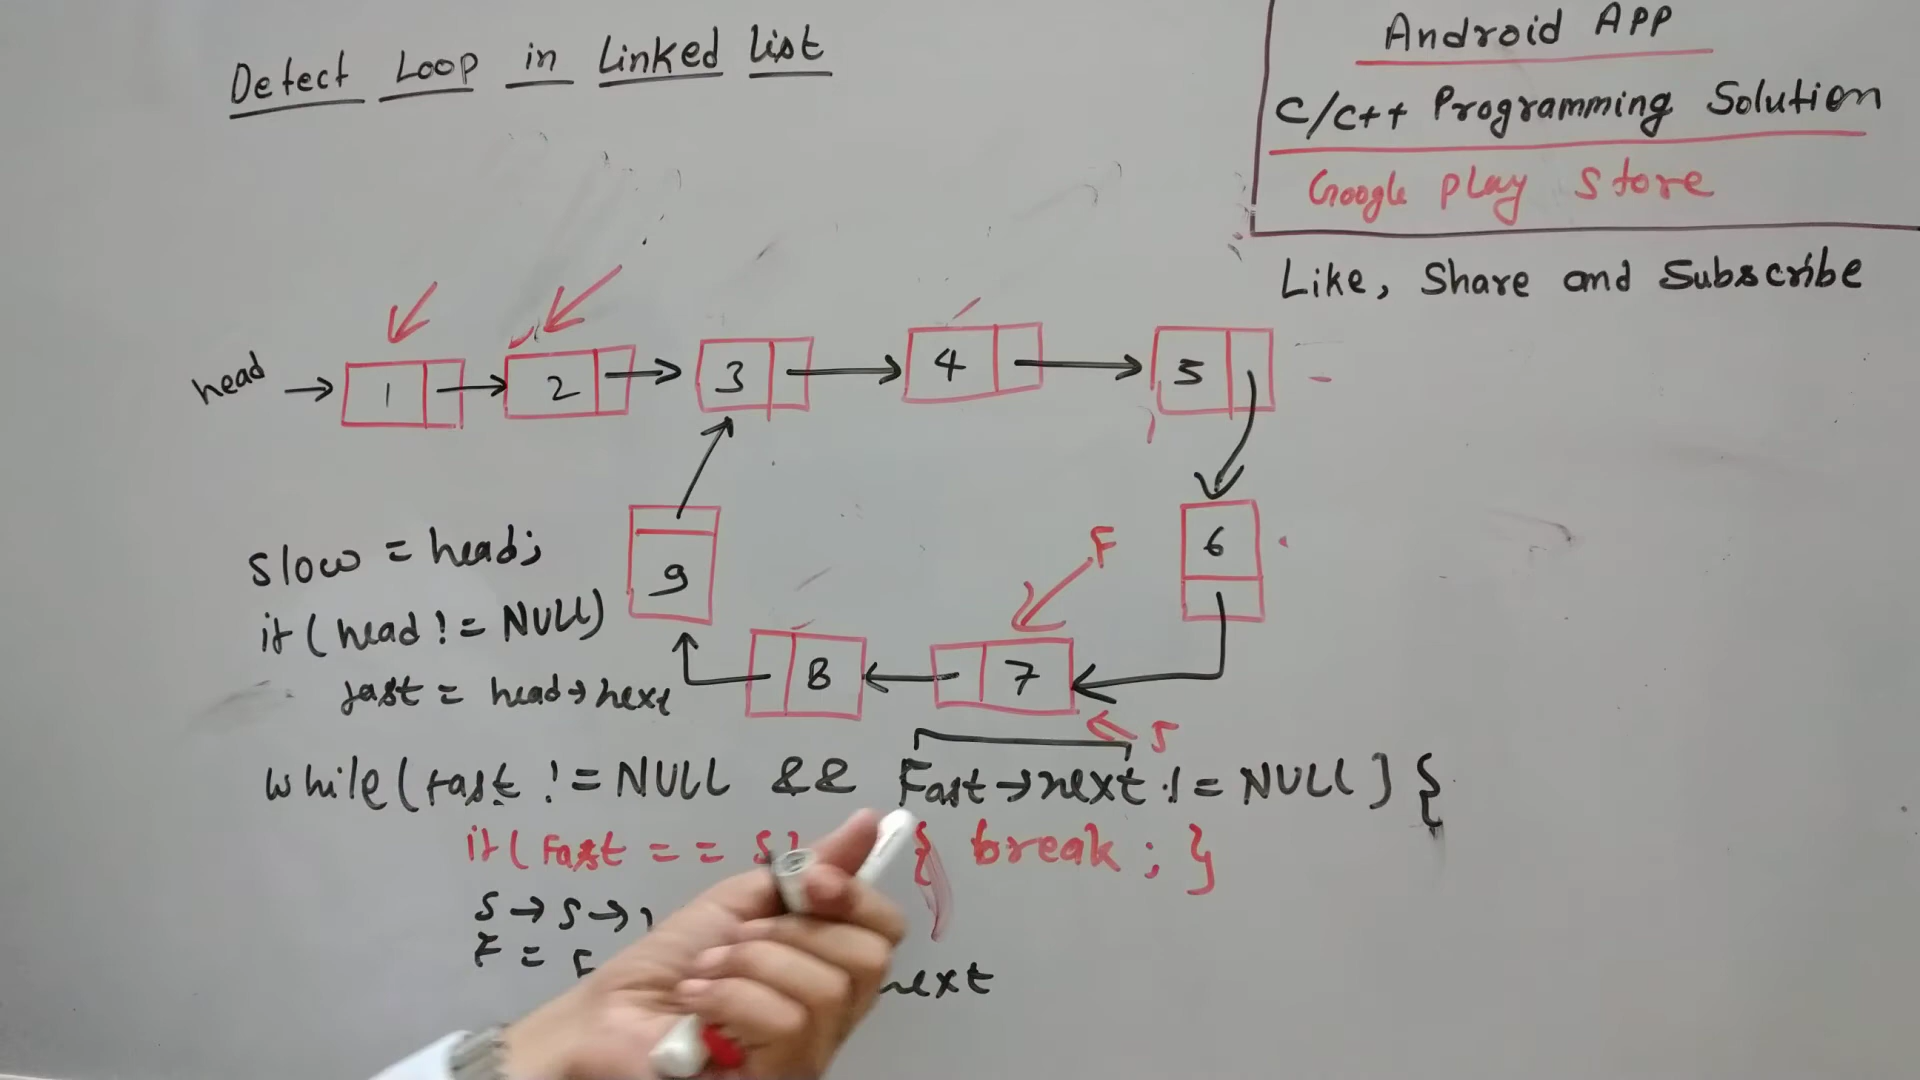 Detect Loop in Linked List
Android APP
C/C++ Programming Solution
Google Play Store
Like, Share and Subscribe
head 1 2 3 4 5
9 6
F
8 7
S
slow = head;
if (head != NULL)
fast = head→next
while (fast != NULL && Fast→next != NULL) {
if (Fast == S { break ; }
S → S →
F = F
next